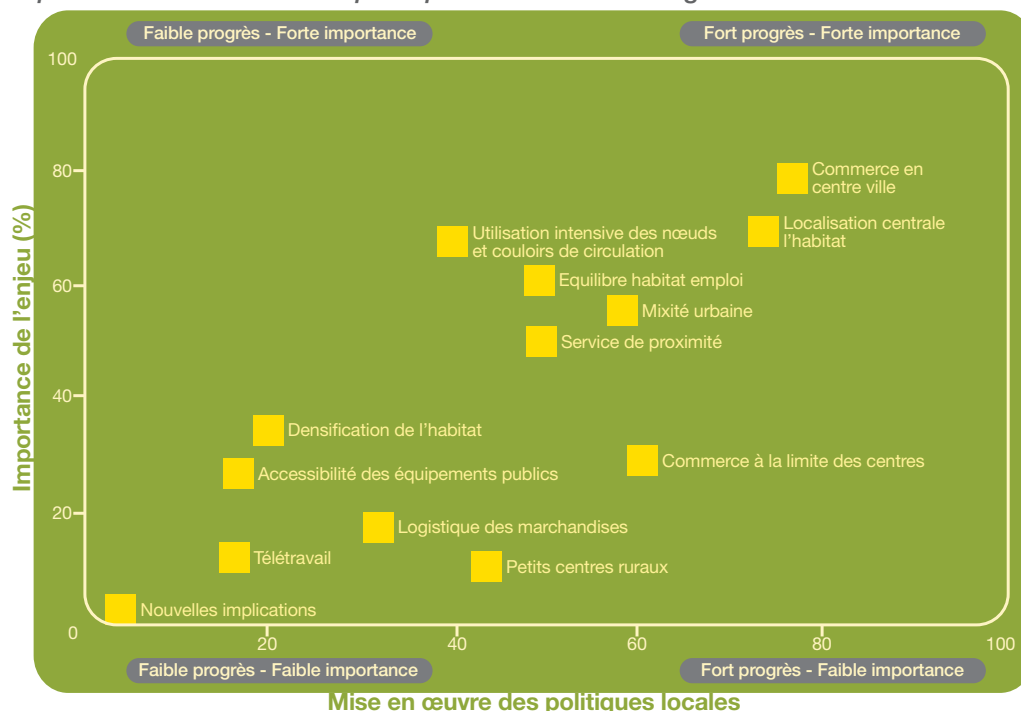 Faible progrès - Forte importance
Fort progrès - Forte importance
100
80
60
40
20
0
Importance de l'enjeu (%)
Commerce en
centre ville
Localisation centrale
l'habitat
Utilisation intensive des nœuds
et couloirs de circulation
Equilibre habitat emploi
Mixité urbaine
Service de proximité
Densification de l'habitat
Commerce à la limite des centres
Accessibilité des équipements publics
Logistique des marchandises
Télétravail
Petits centres ruraux
Nouvelles implications
20
40
60
80
100
Faible progrès - Faible importance
Fort progrès - Faible importance
Mise en œuvre des politiques locales